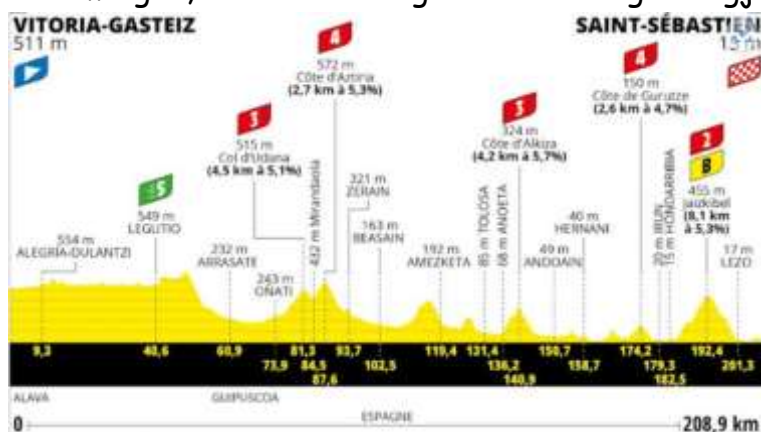 VITORIA-GASTEIZ
511 m
SAINT-SÉBASTIEN
13 m
4
572 m
Côte d'Aztiria
(2,7 km à 5,3%)
3
515 m
Col d'Udana
(4,5 km à 5,1%)
S
549 m
LEGUTIO
554 m
ALEGRÍA-DULANTZI
232 m
ARRASATE
243 m
OÑATI
432 m Mirandaola
321 m
ZERAIN
163 m
BEASAIN
192 m
AMEZKETA
85 m TOLOSA
68 m ANOETA
3
324 m
Côte d'Alkiza
(4,2 km à 5,7%)
49 m
ANDOAIN
40 m
HERNANI
4
150 m
Côte de Gurutze
(2,6 km à 4,7%)
20 m IRUN
15 m HONDARRIBIA
2
B
455 m
Jaizkibel
(8,1 km
à 5,3%)
17 m
LEZO
9,3
40,6
60,9
73,9
81,3
84,5
87,6
93,7
102,5
119,4
131,4
136,2
140,9
150,7
158,7
174,2
179,3
182,5
192,4
201,3
ALAVA
GUIPUSCOA
ESPAGNE
0
208,9 km